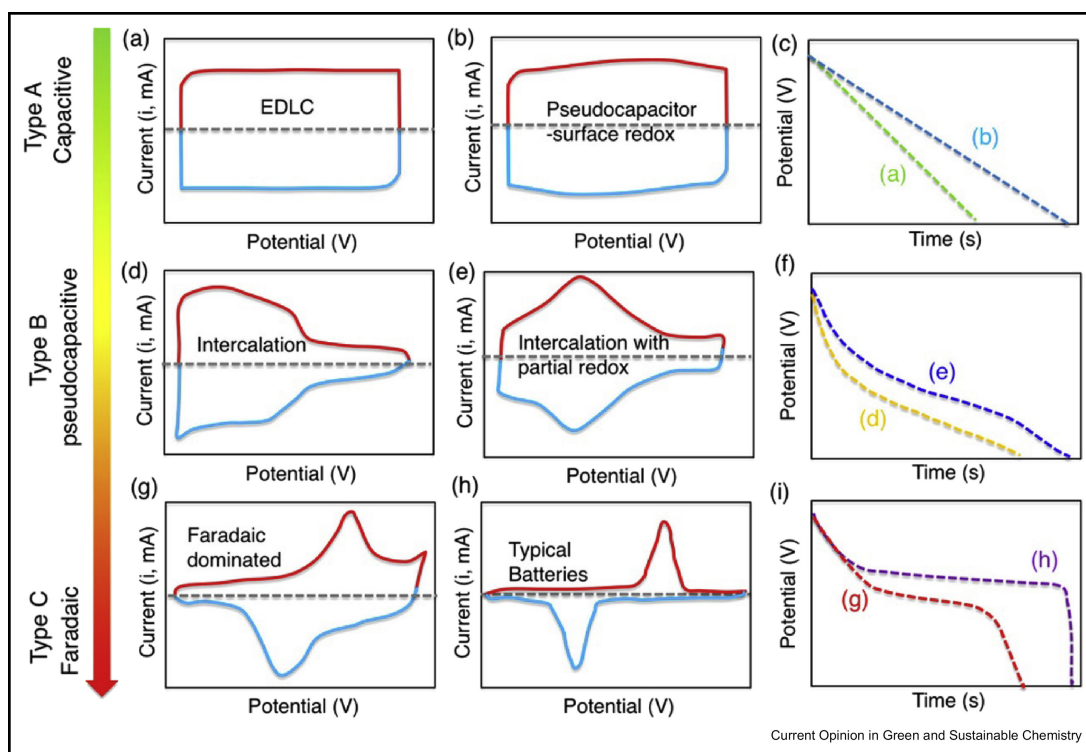 Type A
Capacitive
(a)
Current (i, mA)
EDLC
Potential (V)
(b)
Current (i, mA)
Pseudocapacitor
-surface redox
Potential (V)
(c)
Potential (V)
(a)
(b)
Time (s)
Type B
pseudocapacitive
(d)
Current (i, mA)
Intercalation
Potential (V)
(e)
Current (i, mA)
Intercalation with
partial redox
Potential (V)
(f)
Potential (V)
(e)
(d)
Time (s)
Type C
Faradaic
(g)
Current (i, mA)
Faradaic
dominated
Potential (V)
(h)
Current (i, mA)
Typical
Batteries
Potential (V)
(i)
Potential (V)
(h)
(g)
Time (s)
Current Opinion in Green and Sustainable Chemistry